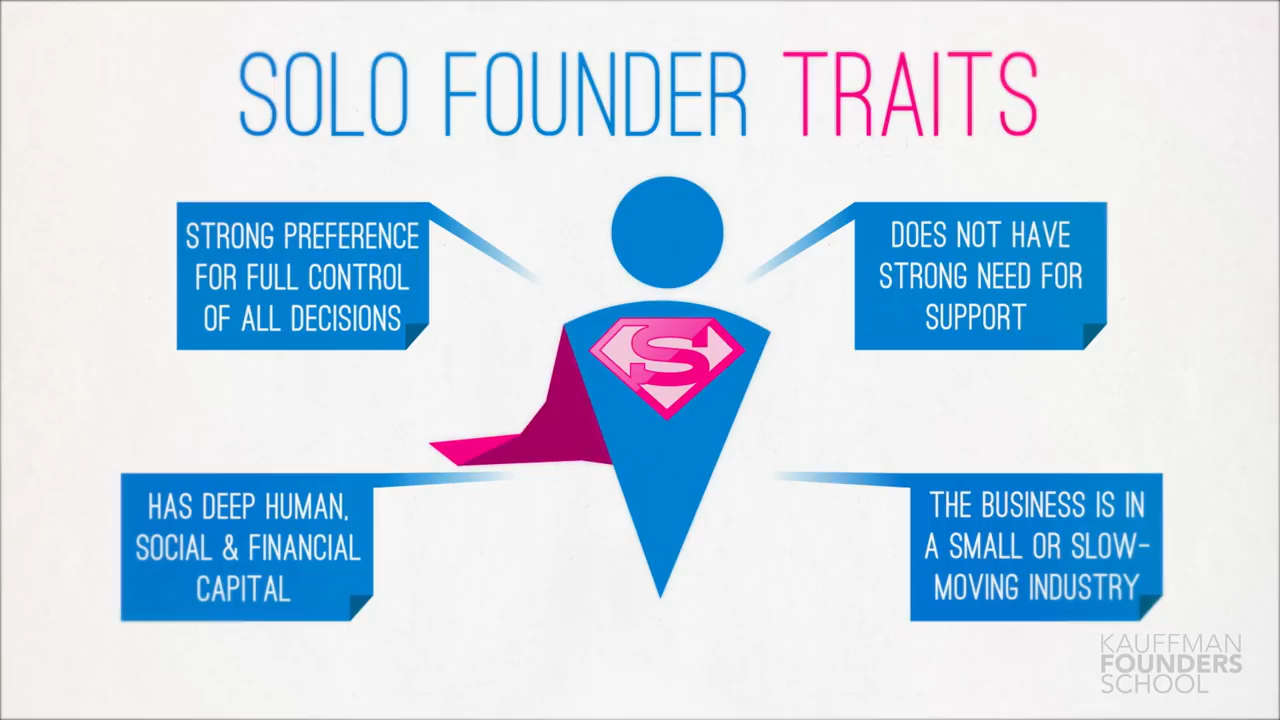 SOLO FOUNDER TRAITS
STRONG PREFERENCE
FOR FULL CONTROL
OF ALL DECISIONS
DOES NOT HAVE
STRONG NEED FOR
SUPPORT
S
HAS DEEP HUMAN,
SOCIAL & FINANCIAL
CAPITAL
THE BUSINESS IS IN
A SMALL OR SLOW-
MOVING INDUSTRY
KAUFFMAN
FOUNDERS
SCHOOL